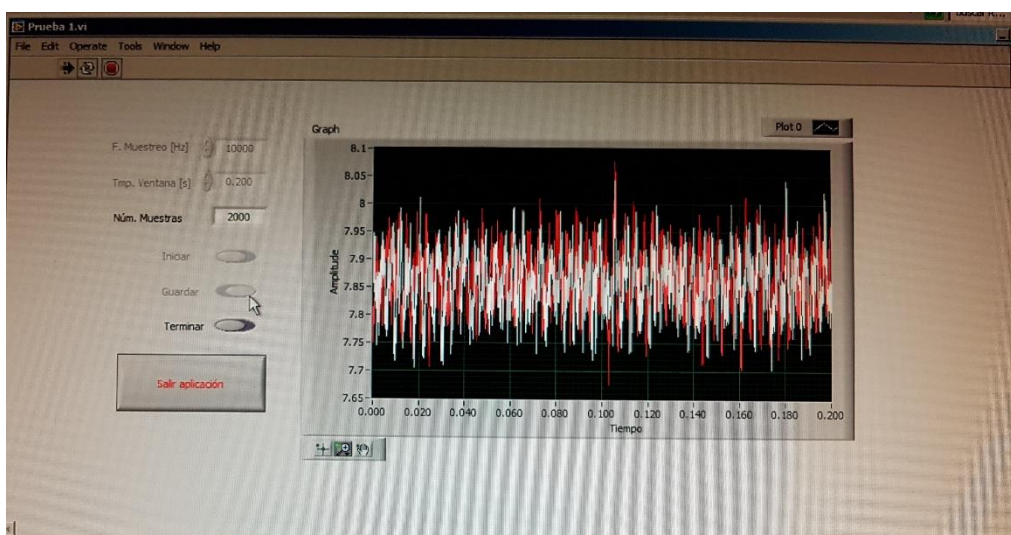 Prueba 1.vi
File Edit Operate Tools Window Help
F. Muestreo [Hz] 10000
Tmp. Ventana [s] 0.200
Núm. Muestras 2000
Iniciar
Guardar
Terminar
Salir aplicación
Graph
Plot 0
8.1
8.05
8
7.95
7.9
7.85
7.8
7.75
7.7
7.65
Amplitude
0.000 0.020 0.040 0.060 0.080 0.100 0.120 0.140 0.160 0.180 0.200
Tiempo